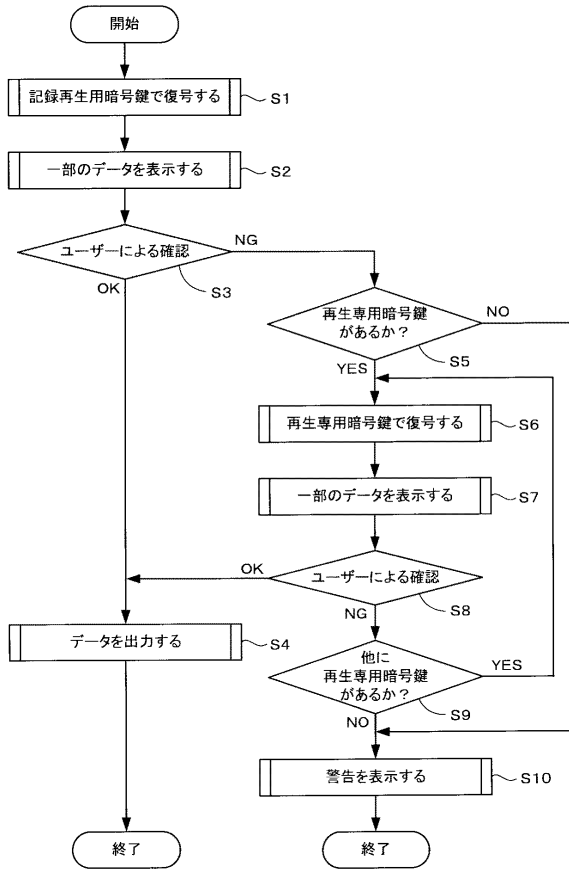 開始
記録再生用暗号鍵で復号する
S1
一部のデータを表示する
S2
ユーザーによる確認
NG
S3
OK
再生専用暗号鍵
があるか?
NO
S5
YES
再生専用暗号鍵で復号する
S6
一部のデータを表示する
S7
OK
ユーザーによる確認
S8
NG
データを出力する
S4
他に
再生専用暗号鍵
があるか?
YES
S9
NO
警告を表示する
S10
終了
終了